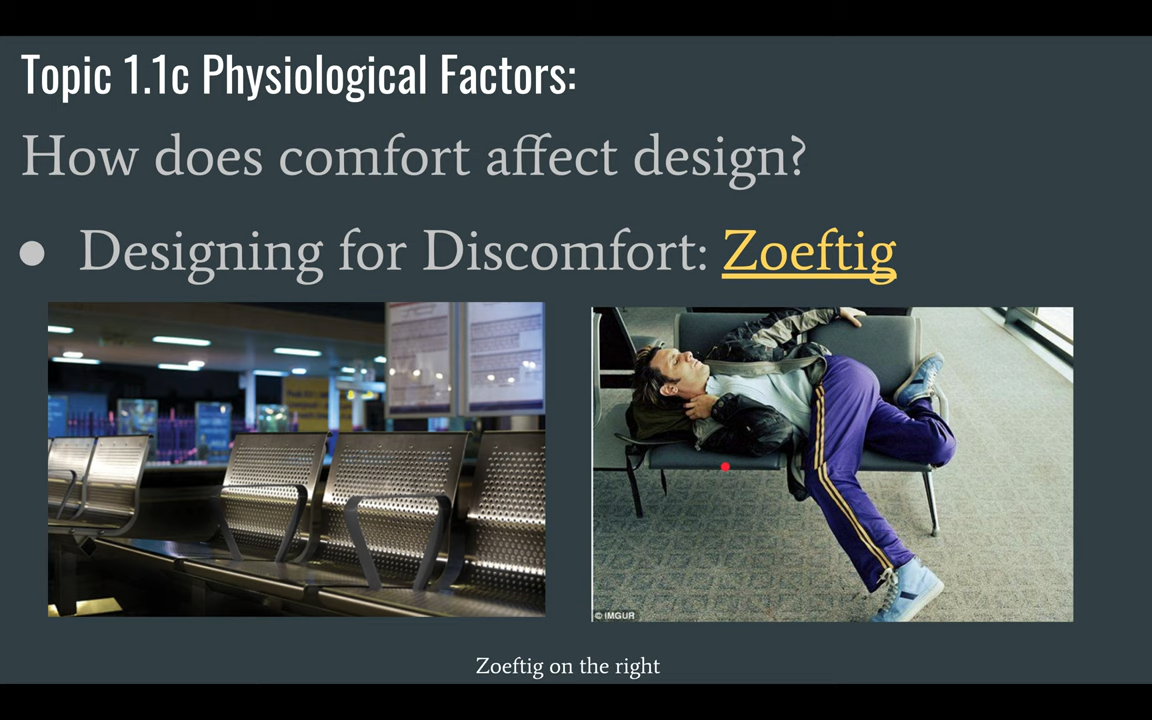 Topic 1.1c Physiological Factors:
How does comfort affect design?
● Designing for Discomfort: Zoeftig
© IMGUR
Zoeftig on the right